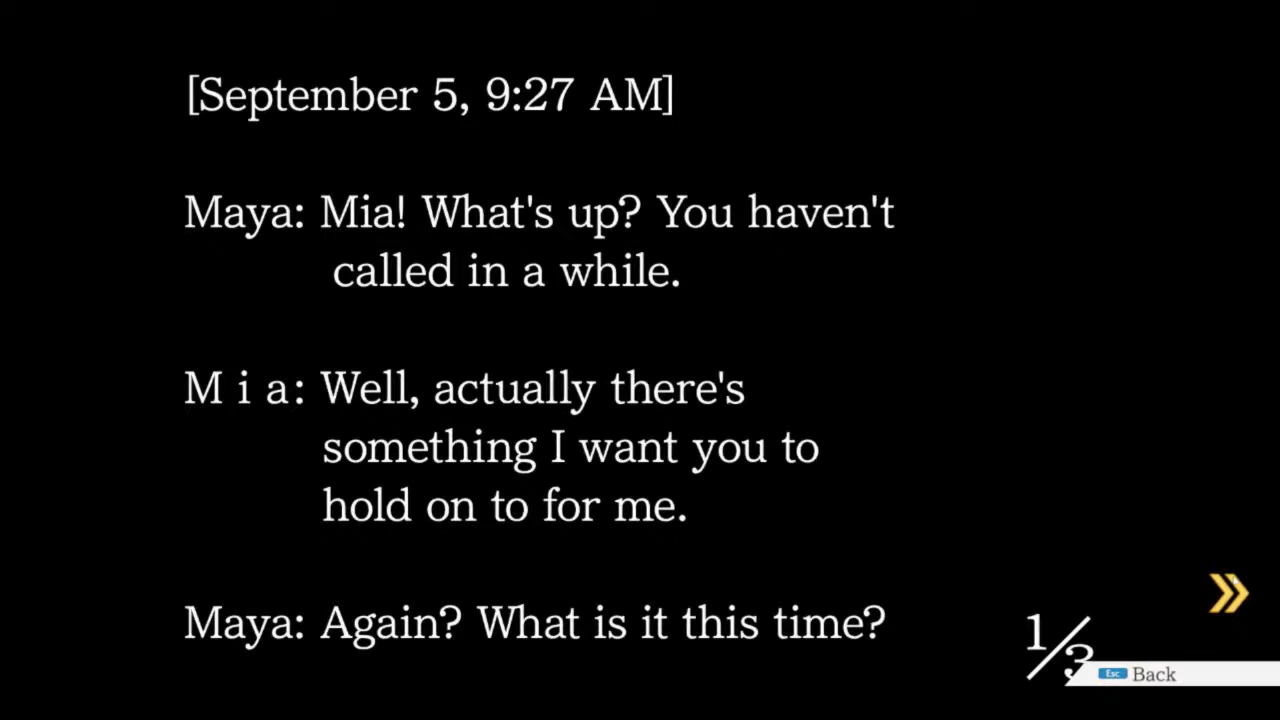 [September 5, 9:27 AM]
Maya: Mia! What's up? You haven't
called in a while.
M i a: Well, actually there's
something I want you to
hold on to for me.
Maya: Again? What is it this time?
1/3
Esc Back